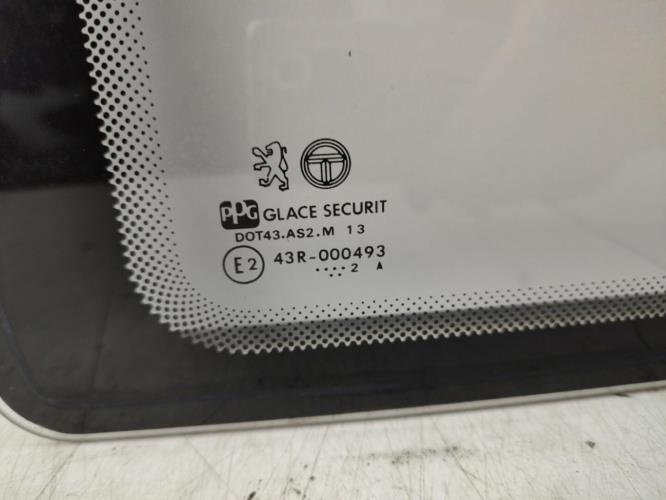 PPG GLACE SECURIT
DOT43.AS2.M 13
E2 43R-000493
.....2